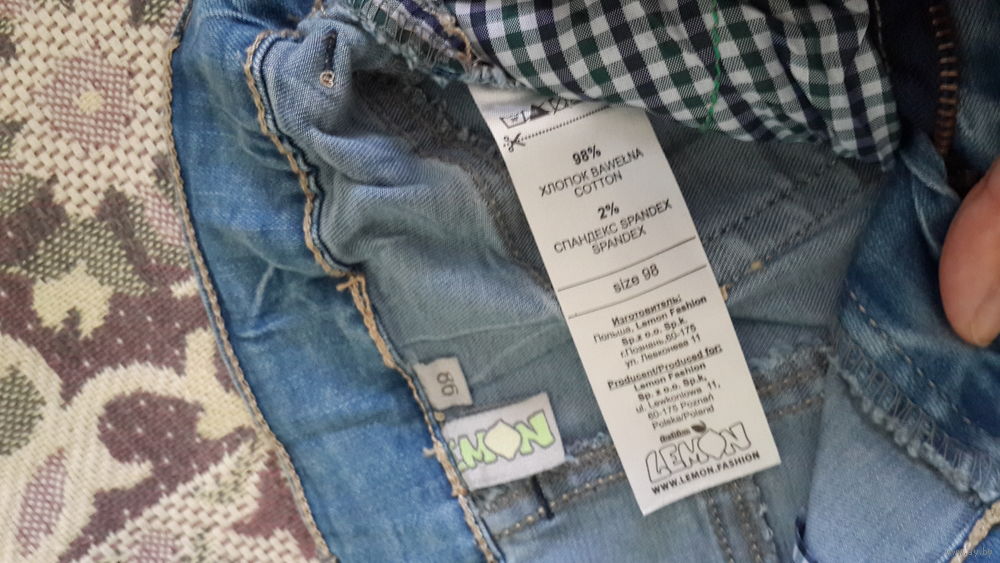 98%
ХЛОПОК BAWEŁNA
COTTON
2%
СПАНДЕКС SPANDEX
SPANDEX
size 98
Изготовитель:
Польша, Lemon Fashion
Sp.z o.o. Sp.k.
г.Познань,60-175
ул. Левконева 11
Producent/Produced for:
Lemon Fashion
Sp. z o.o. Sp.k.
ul. Lewkoniowa 11,
60-175 Poznań
Polska/Poland
LEMON
WWW.LEMON.FASHION
98
EMON